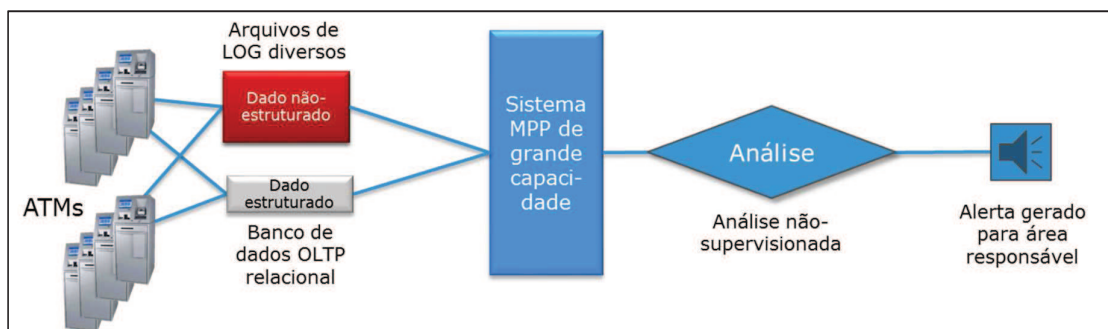 Arquivos de
LOG diversos
Dado não-
estruturado
ATMs
Dado
estruturado
Banco de
dados OLTP
relacional
Sistema
MPP de
grande
capaci-
dade
Análise
Análise não-
supervisionada
Alerta gerado
para área
responsável